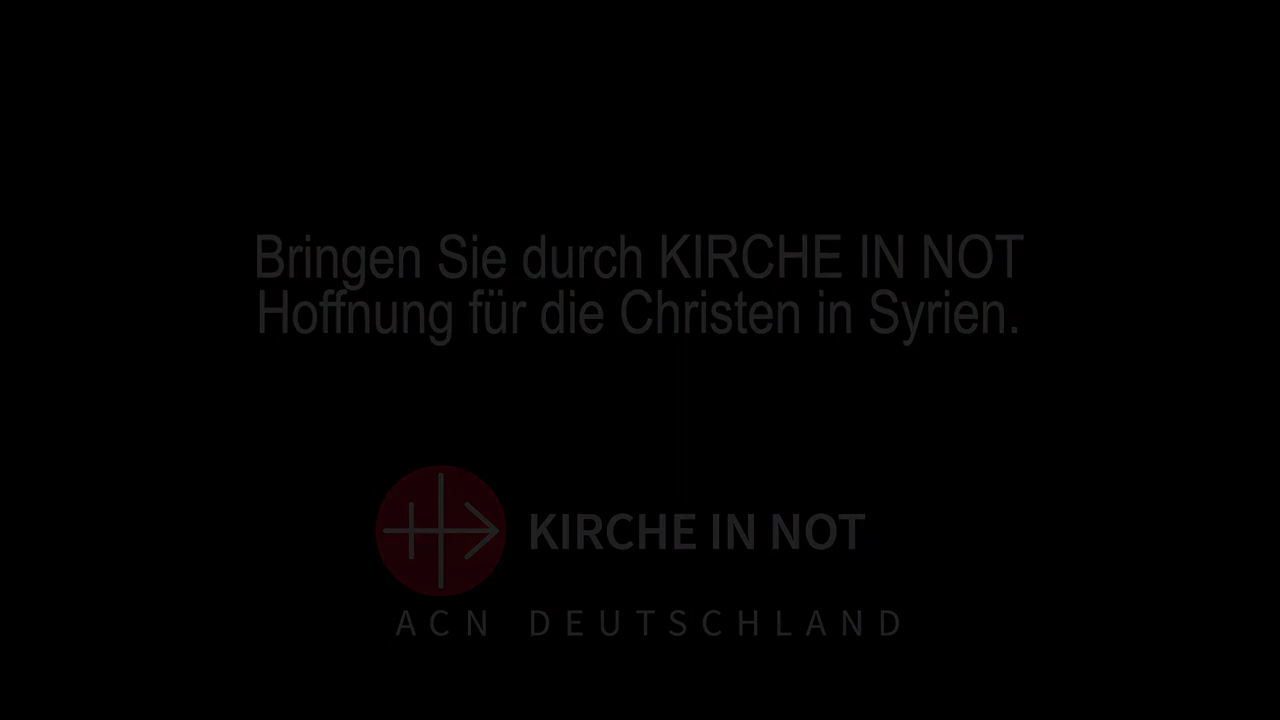 Bringen Sie durch KIRCHE IN NOT
Hoffnung für die Christen in Syrien.
KIRCHE IN NOT
ACN DEUTSCHLAND